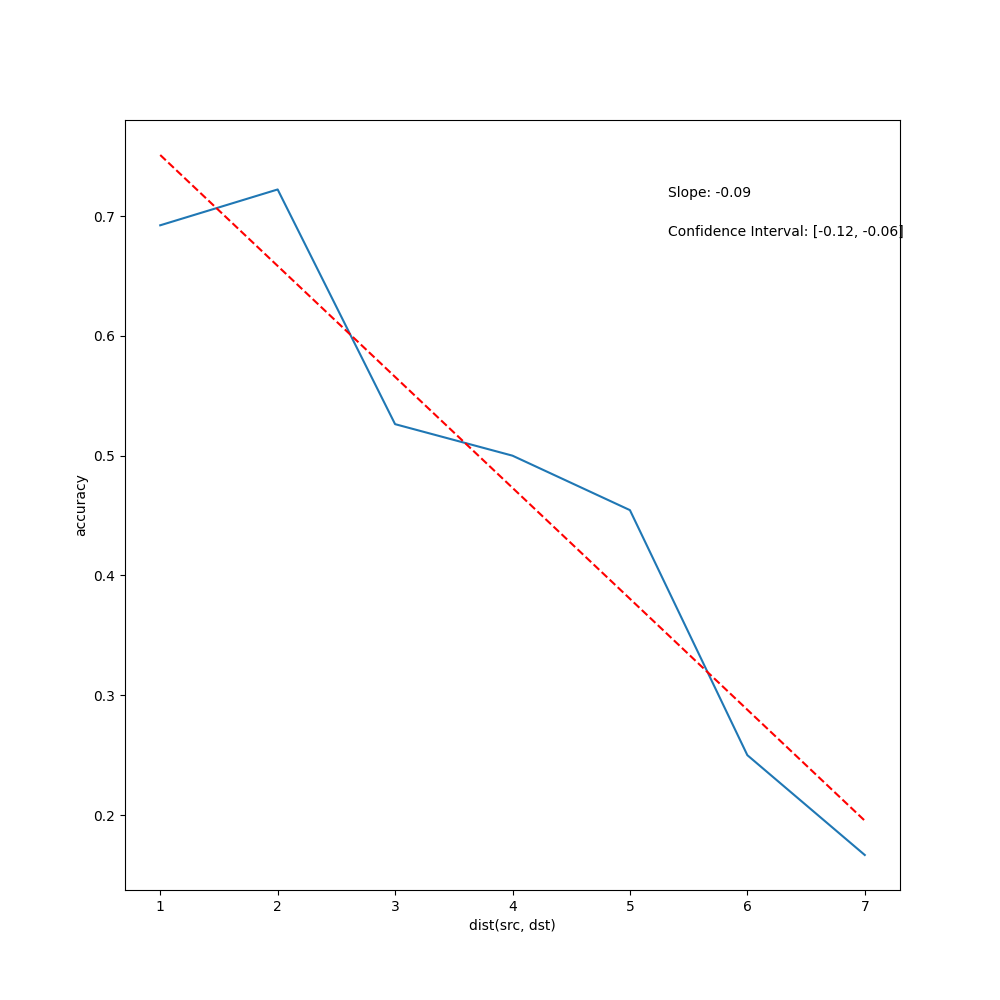 Slope: -0.09
Confidence Interval: [-0.12, -0.06]
0.7
0.6
0.5
0.4
0.3
0.2
accuracy
1 2 3 4 5 6 7
dist(src, dst)